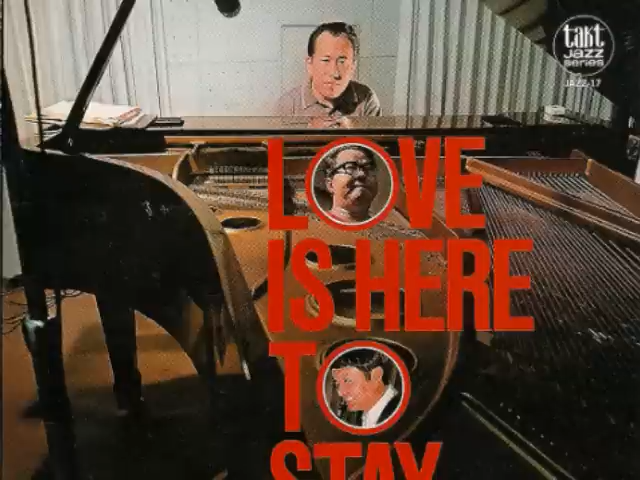 takt
JAZZ
series
JAZZ-17
LOVE
IS HERE
TO
STAY